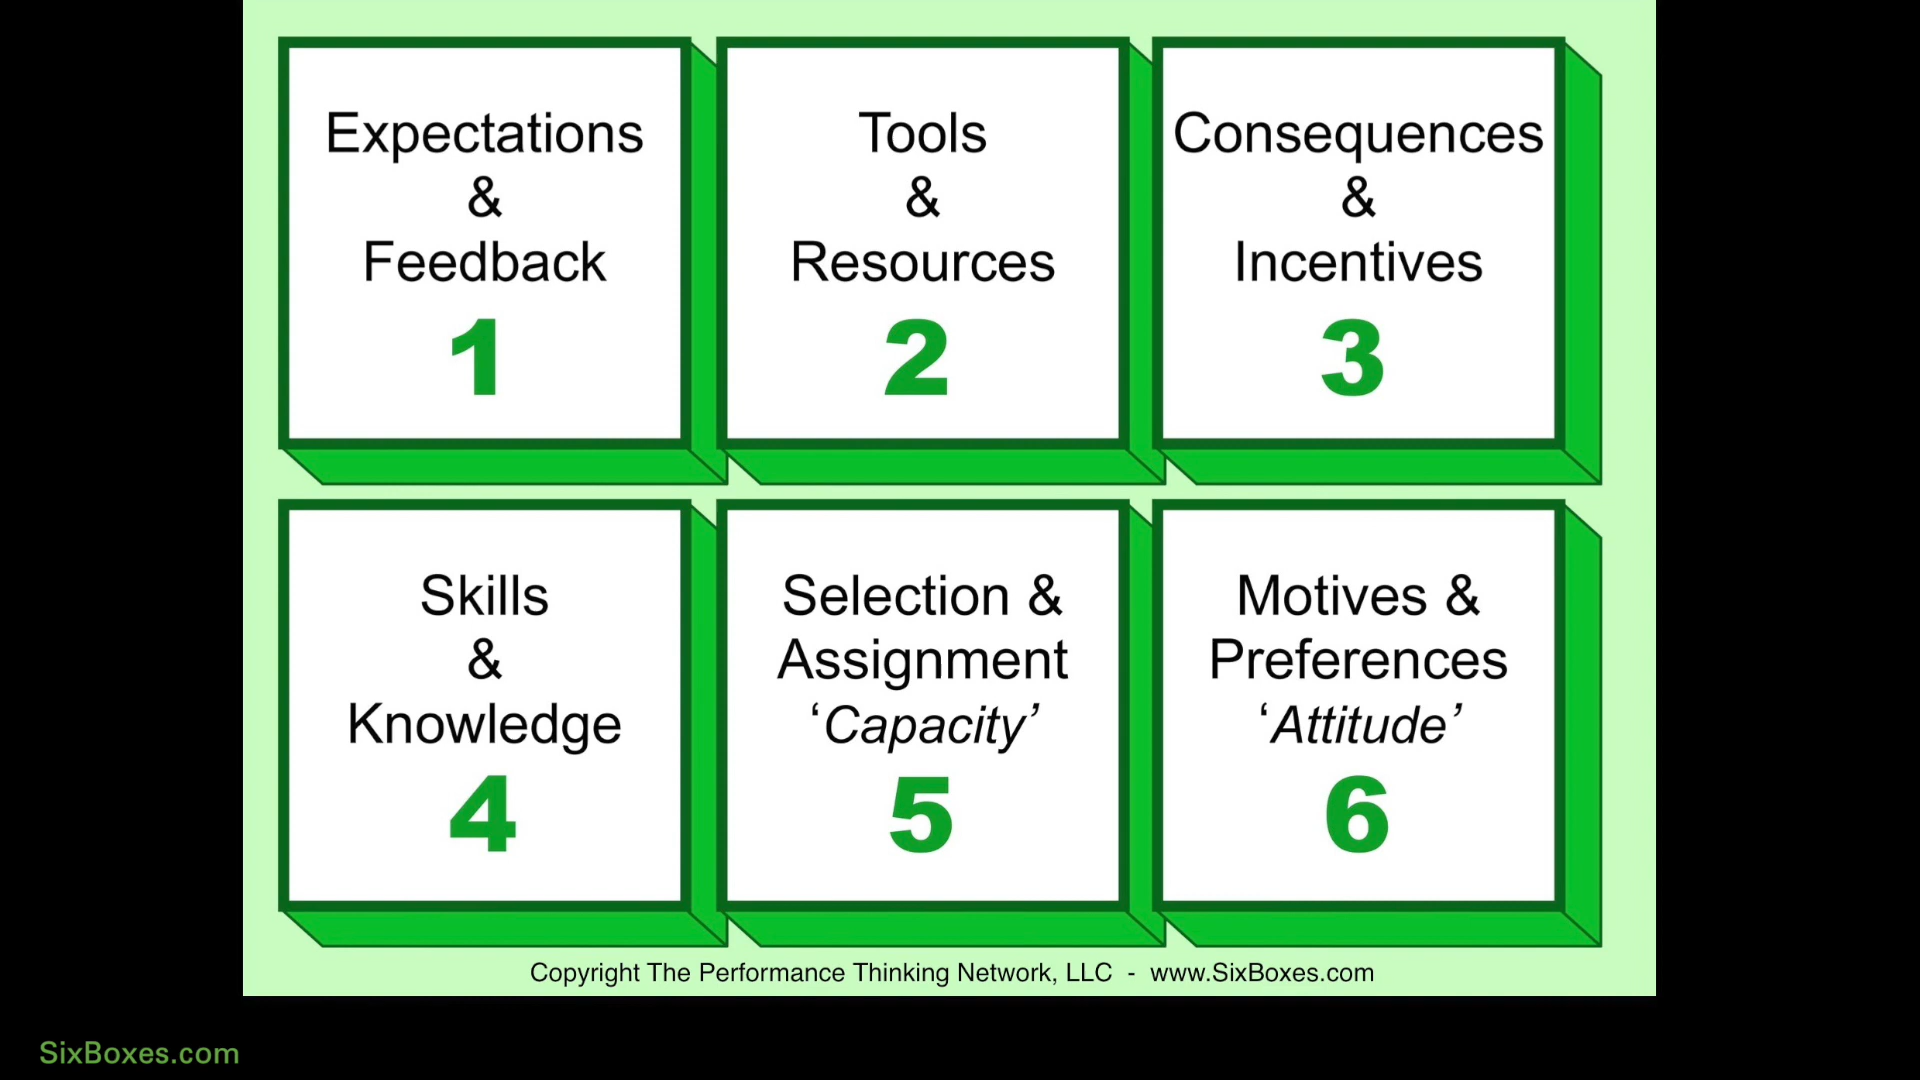 Expectations
&
Feedback
1
Tools
&
Resources
2
Consequences
&
Incentives
3
Skills
&
Knowledge
4
Selection &
Assignment
‘Capacity’
5
Motives &
Preferences
‘Attitude’
6
Copyright The Performance Thinking Network, LLC - www.SixBoxes.com
SixBoxes.com